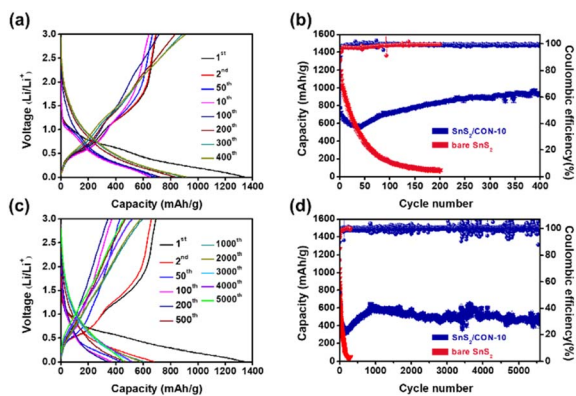 (a)
3.0
2.5
2.0
1.5
1.0
0.5
0.0
Voltage (Li/Li+)
1st
2nd
50th
10th
100th
200th
300th
400th
0 200 400 600 800 1000 1200 1400
Capacity (mAh/g)
(b)
1600
1400
1200
1000
800
600
400
200
0
Capacity (mAh/g)
SnS2/CON-10
bare SnS2
100
80
60
40
20
0
Coulombic efficiency(%)
0 50 100 150 200 250 300 350 400
Cycle number
(c)
3.0
2.5
2.0
1.5
1.0
0.5
0.0
Voltage (Li/Li+)
1st
2nd
50th
100th
200th
500th
1000th
2000th
3000th
4000th
5000th
0 200 400 600 800 1000 1200 1400
Capacity (mAh/g)
(d)
1600
1400
1200
1000
800
600
400
200
0
Capacity (mAh/g)
SnS2/CON-10
bare SnS2
100
80
60
40
20
0
Coulombic efficiency(%)
0 1000 2000 3000 4000 5000
Cycle number